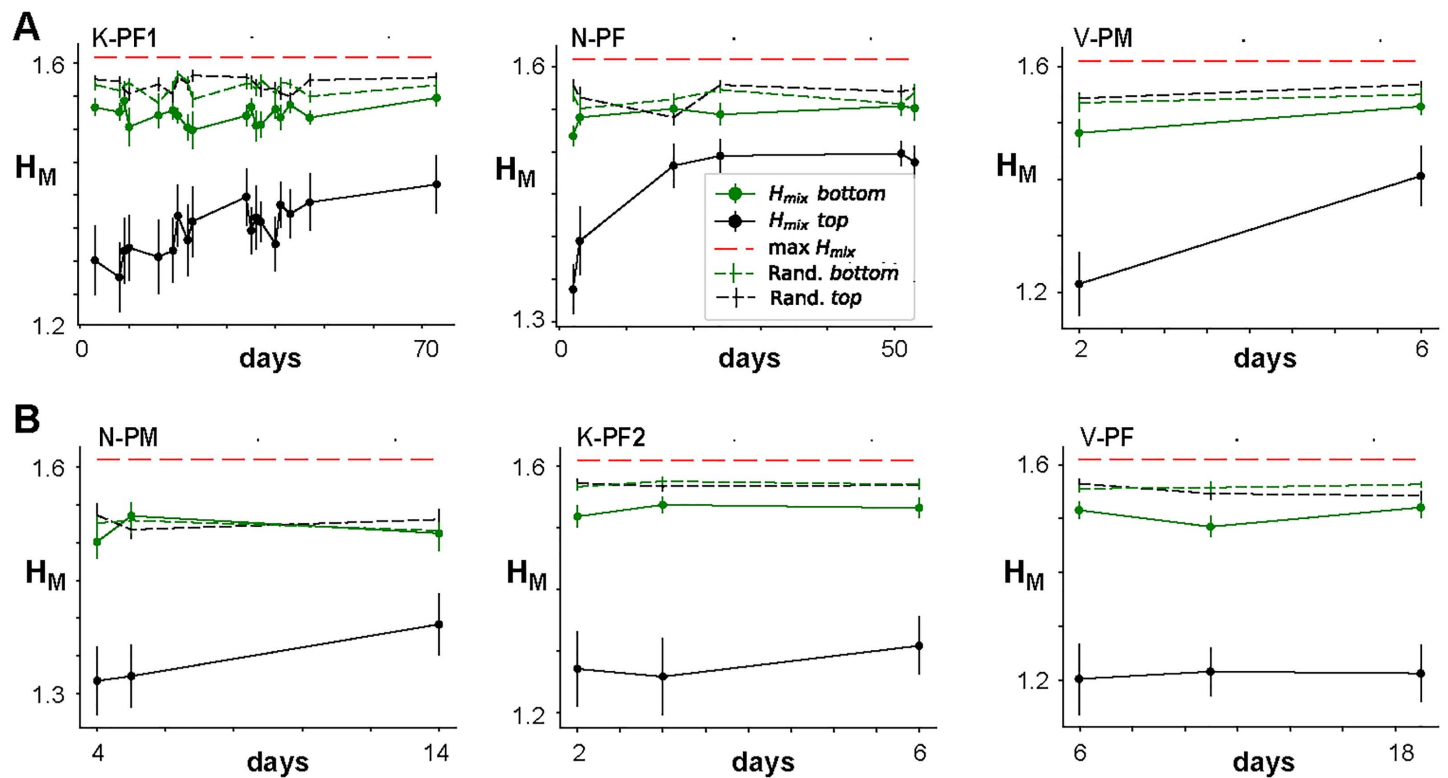 A
K-PF1
1.6
H_M
1.2
0
70
days
N-PF
1.6
H_M
1.3
0
50
days
H_mix bottom
H_mix top
max H_mix
Rand. bottom
Rand. top
V-PM
1.6
H_M
1.2
2
6
days
B
N-PM
1.6
H_M
1.3
4
14
days
K-PF2
1.6
H_M
1.2
2
6
days
V-PF
1.6
H_M
1.2
6
18
days